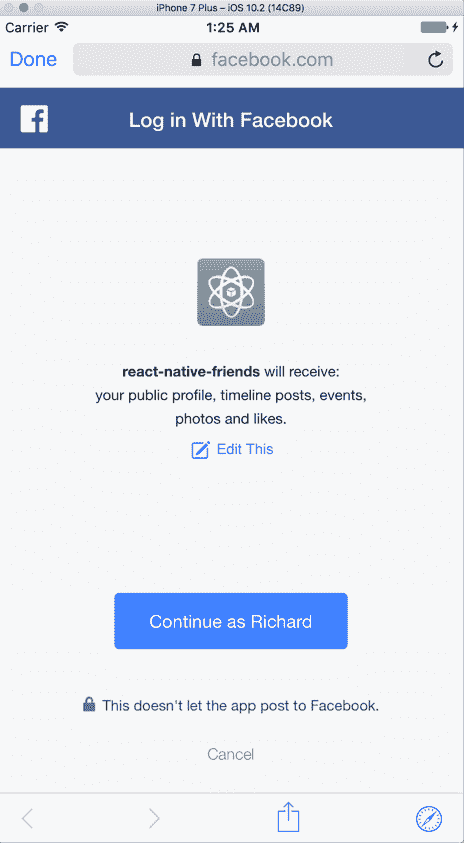 iPhone 7 Plus – iOS 10.2 (14C89)
Carrier 1:25 AM
Done facebook.com
Log in With Facebook
react-native-friends will receive:
your public profile, timeline posts, events,
photos and likes.
Edit This
Continue as Richard
This doesn't let the app post to Facebook.
Cancel